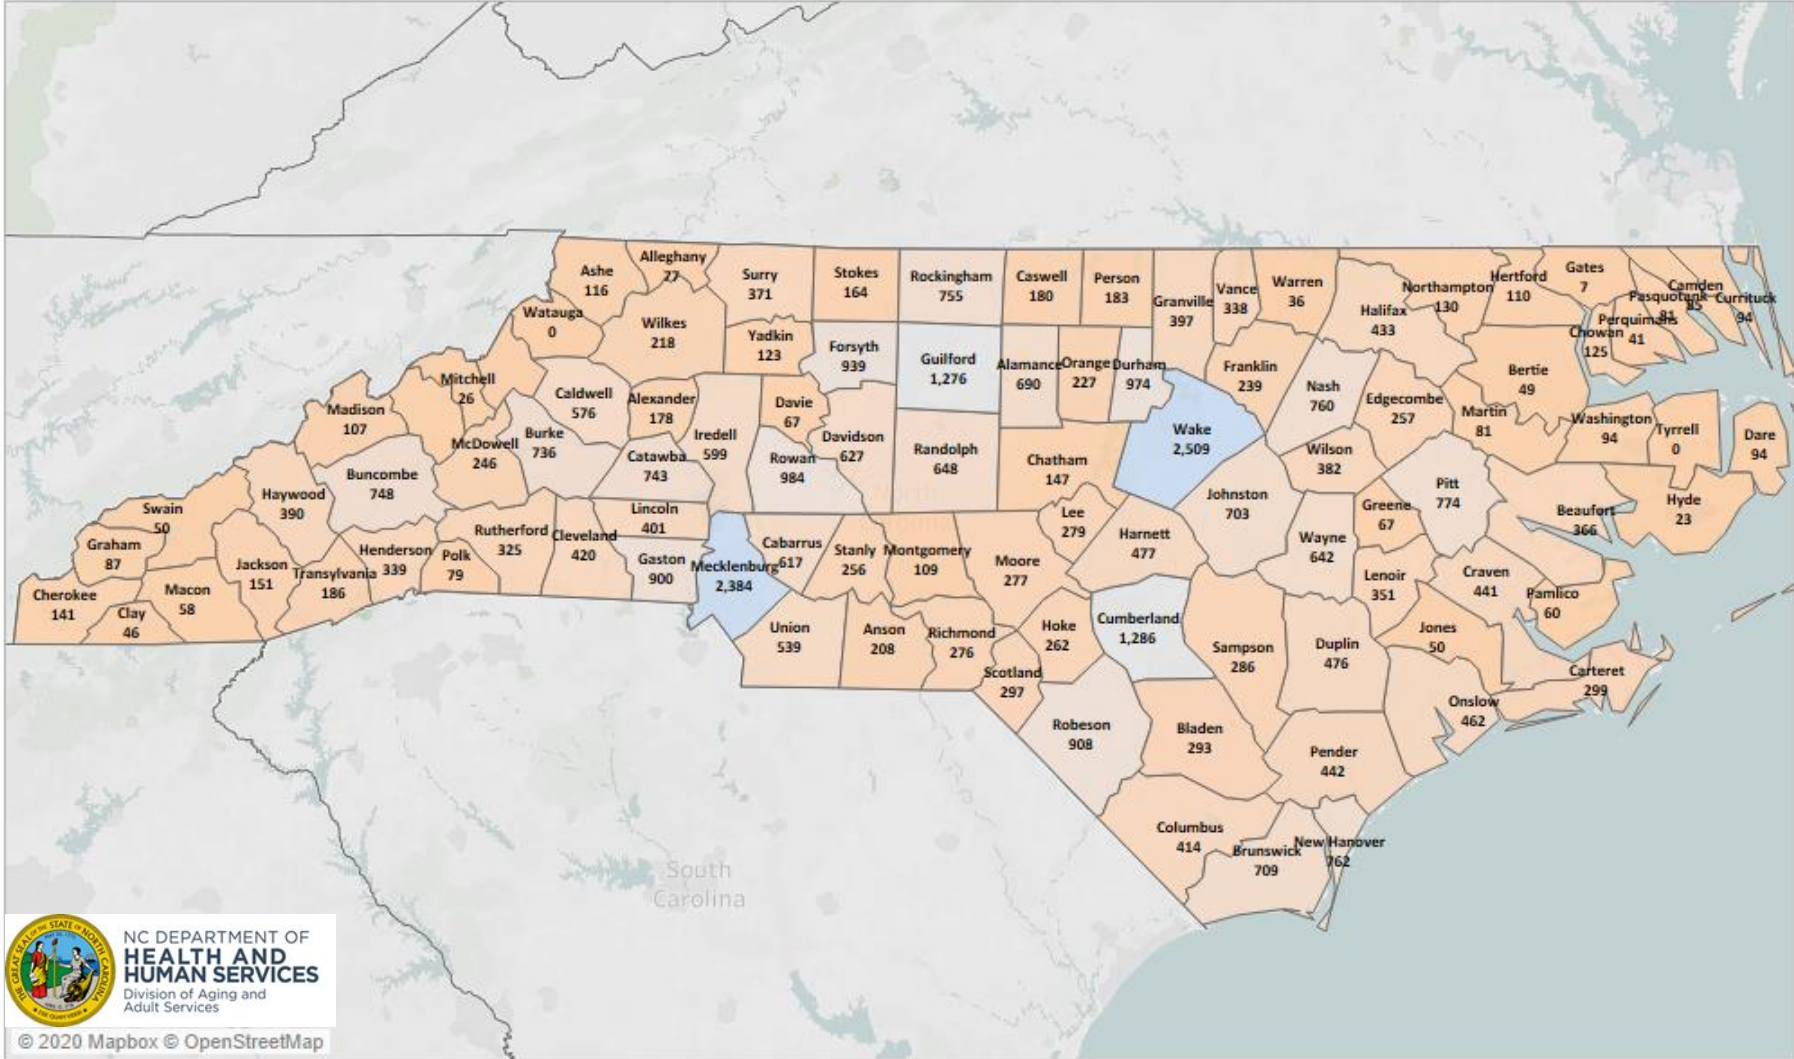 Ashe
116
Alleghany
77
Surry
371
Stokes
164
Rockingham
755
Caswell
180
Person
183
Granville
397
Vance
338
Warren
36
Halifax
433
Northampton
130
Hertford
110
Gates
7
Camden
85
Pasquotank
81
Currituck
94
Perquimans
41
Chowan
125
Watauga
0
Wilkes
218
Yadkin
123
Forsyth
939
Guilford
1,276
Alamance
690
Orange
227
Durham
974
Franklin
239
Nash
760
Edgecombe
257
Martin
81
Bertie
49
Washington
94
Tyrrell
0
Dare
94
Mitchell
26
Madison
107
Caldwell
576
Alexander
178
Iredell
599
Davie
67
Davidson
627
Randolph
648
Chatham
147
Wake
2,509
Wilson
382
Greene
67
Pitt
774
Beaufort
366
Hyde
23
McDowell
246
Burke
736
Catawba
743
Rowan
984
North
Carolina
Buncombe
748
Haywood
390
Swain
50
Graham
87
Cherokee
141
Clay
46
Macon
58
Jackson
151
Transylvania
186
Henderson
339
Polk
79
Rutherford
325
Cleveland
420
Lincoln
401
Gaston
900
Mecklenburg
2,384
Cabarrus
617
Stanly
256
Montgomery
109
Moore
277
Lee
279
Harnett
477
Johnston
703
Wayne
642
Lenoir
351
Craven
441
Pamlico
60
Union
539
Anson
208
Richmond
276
Scotland
297
Hoke
262
Cumberland
1,286
Sampson
286
Duplin
476
Jones
50
Onslow
462
Carteret
299
Robeson
908
Bladen
293
Pender
442
Columbus
414
Brunswick
709
New Hanover
762
South
Carolina
NC DEPARTMENT OF
HEALTH AND
HUMAN SERVICES
Division of Aging and
Adult Services
© 2020 Mapbox © OpenStreetMap